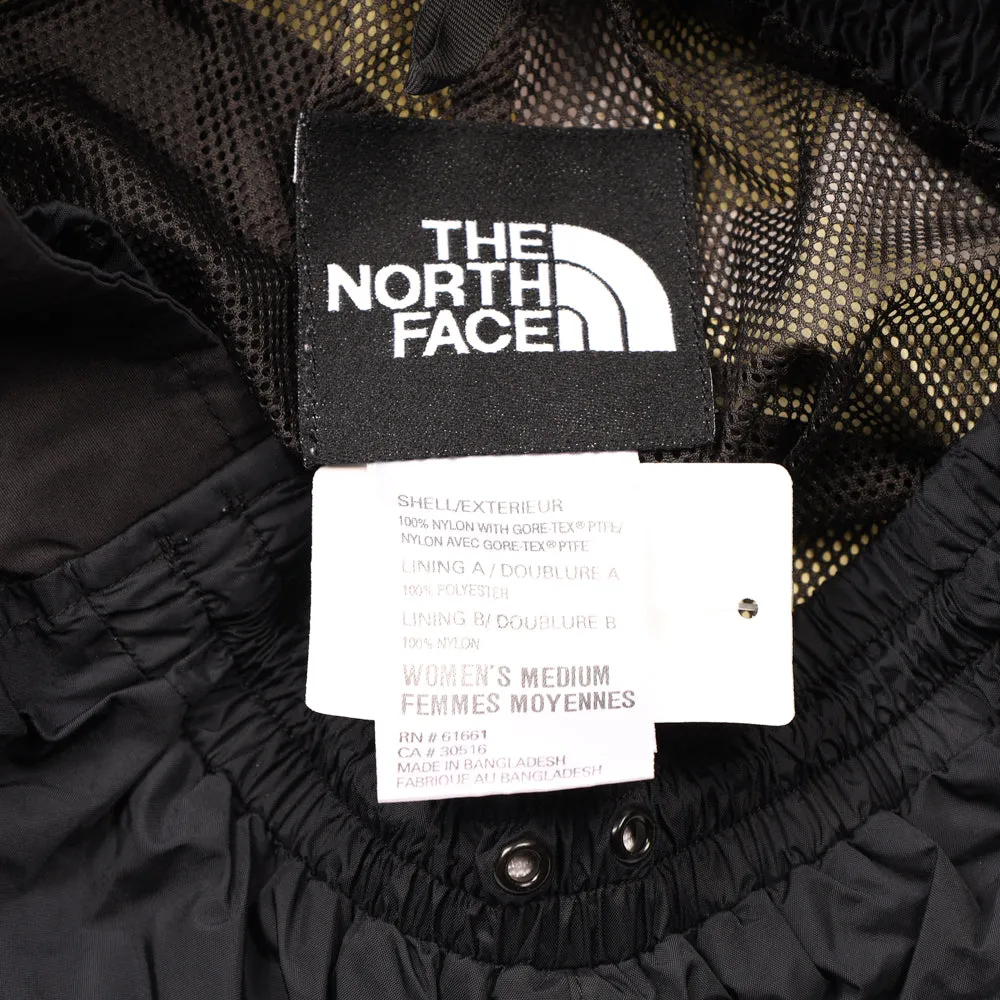 THE
NORTH
FACE
SHELL/EXTERIEUR
100% NYLON WITH GORE-TEX® PTFE/
NYLON AVEC GORE-TEX® PTFE
LINING A / DOUBLURE A
100% POLYESTER
LINING B/ DOUBLURE B
100% NYLON
WOMEN'S MEDIUM
FEMMES MOYENNES
RN # 61661
CA # 30516
MADE IN BANGLADESH
FABRIQUE AU BANGLADESH